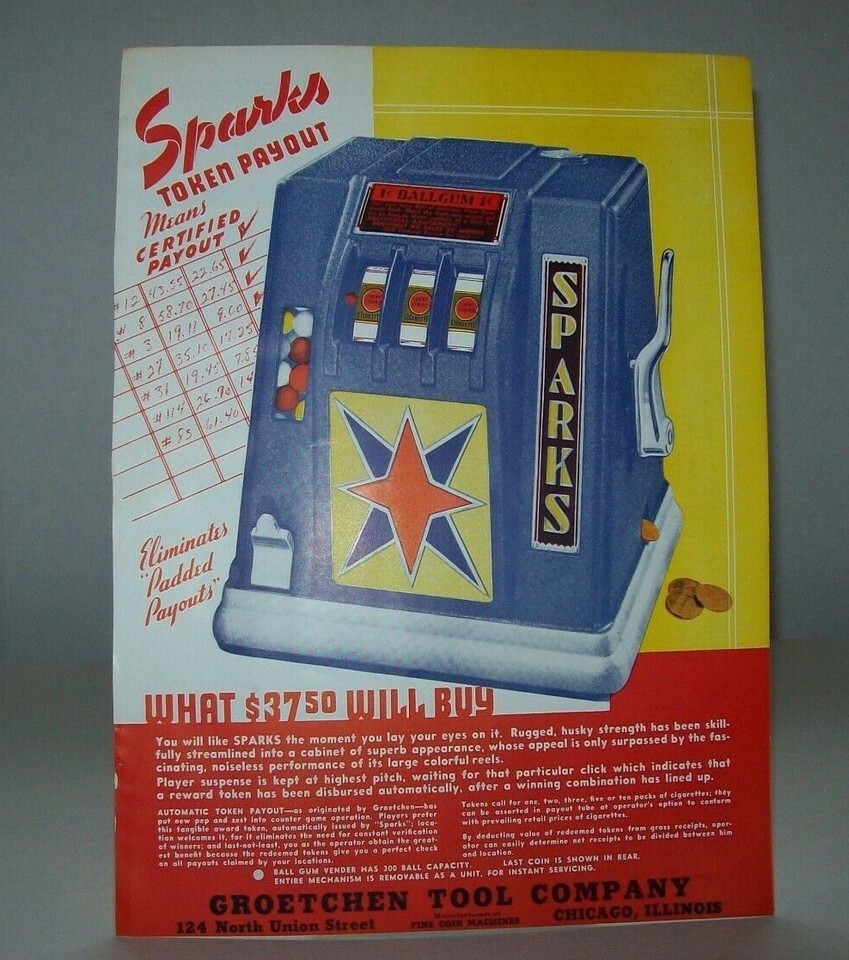 Sparks
TOKEN PAYOUT
Means
CERTIFIED
PAYOUT
#12 43.55 22.65
#8 58.70 27.45
#3 19.11 9.00
#27 35.10 17.25
#31 19.45 7.85
#114 26.90 14
#85 61.40
Eliminates
"Padded
Payouts"
1¢ BALLGUM 1¢
SPARKS
WHAT $37.50 WILL BUY
You will like SPARKS the moment you lay your eyes on it. Rugged, husky strength has been skill-
fully streamlined into a cabinet of superb appearance, whose appeal is only surpassed by the fas-
cinating, noiseless performance of its large colorful reels.
Player suspense is kept at highest pitch, waiting for that particular click which indicates that
a reward token has been disbursed automatically, after a winning combination has lined up.
AUTOMATIC TOKEN PAYOUT—as originated by Groetchen—has
put new pep and zest into counter game operation. Players prefer
this tangible award token, automatically issued by "Sparks"; loca-
tion welcomes it, for it eliminates the need for constant verification
of winners; and last-not-least, you as operator obtain the great-
est benefit because the redeemed tokens give you a perfect check
on all payouts claimed by your locations.
Tokens call for one, two, three, five or ten packs of cigarettes; they
can be assorted in payout tube at operator's option to conform
with prevailing retail prices of cigarettes.
By deducting value of redeemed tokens from gross receipts, oper-
ator can easily determine net receipts to be divided between him
and location.
BALL GUM VENDER HAS 300 BALL CAPACITY. LAST COIN IS SHOWN IN REAR.
ENTIRE MECHANISM IS REMOVABLE AS A UNIT, FOR INSTANT SERVICING.
GROETCHEN TOOL COMPANY
124 North Union Street Manufacturers of FINE COIN MACHINES CHICAGO, ILLINOIS